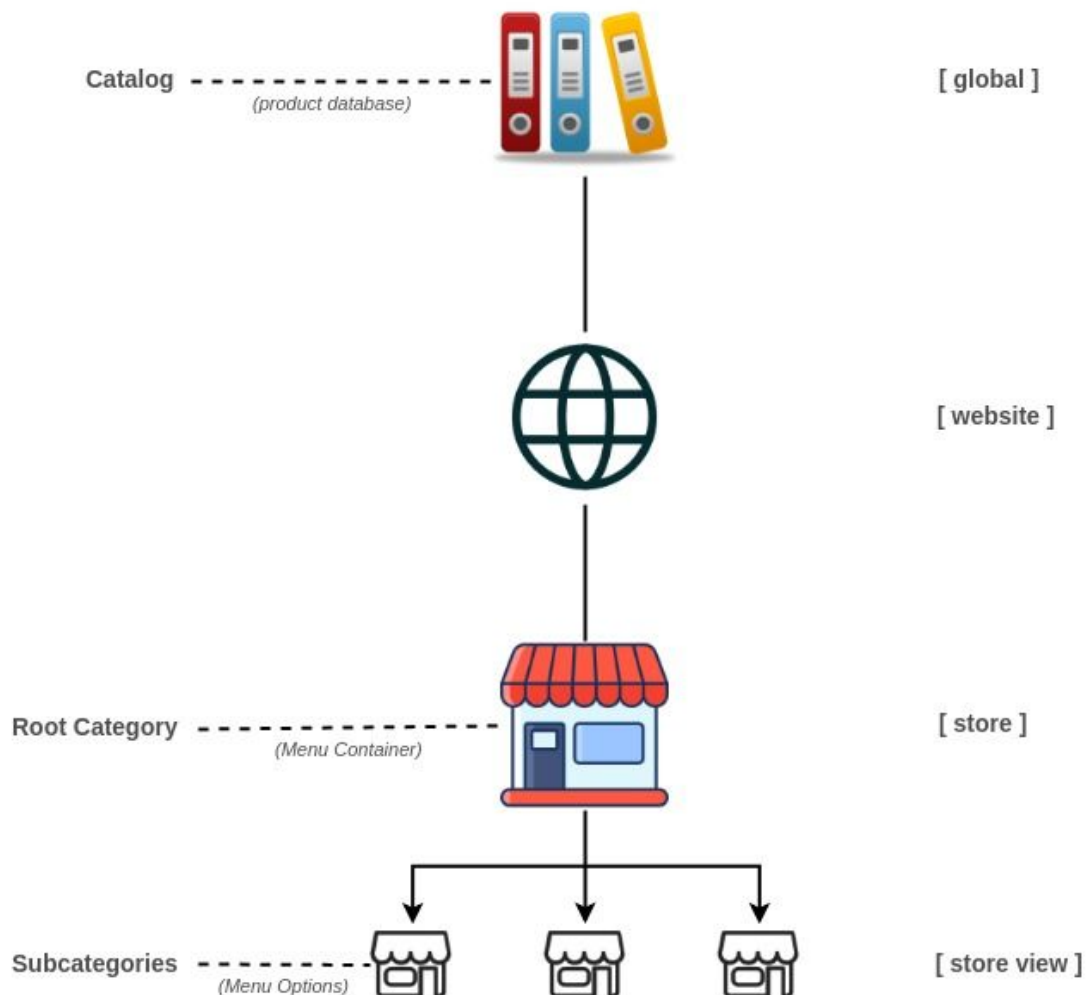 Catalog
(product database)
[ global ]
[ website ]
Root Category
(Menu Container)
[ store ]
Subcategories
(Menu Options)
[ store view ]